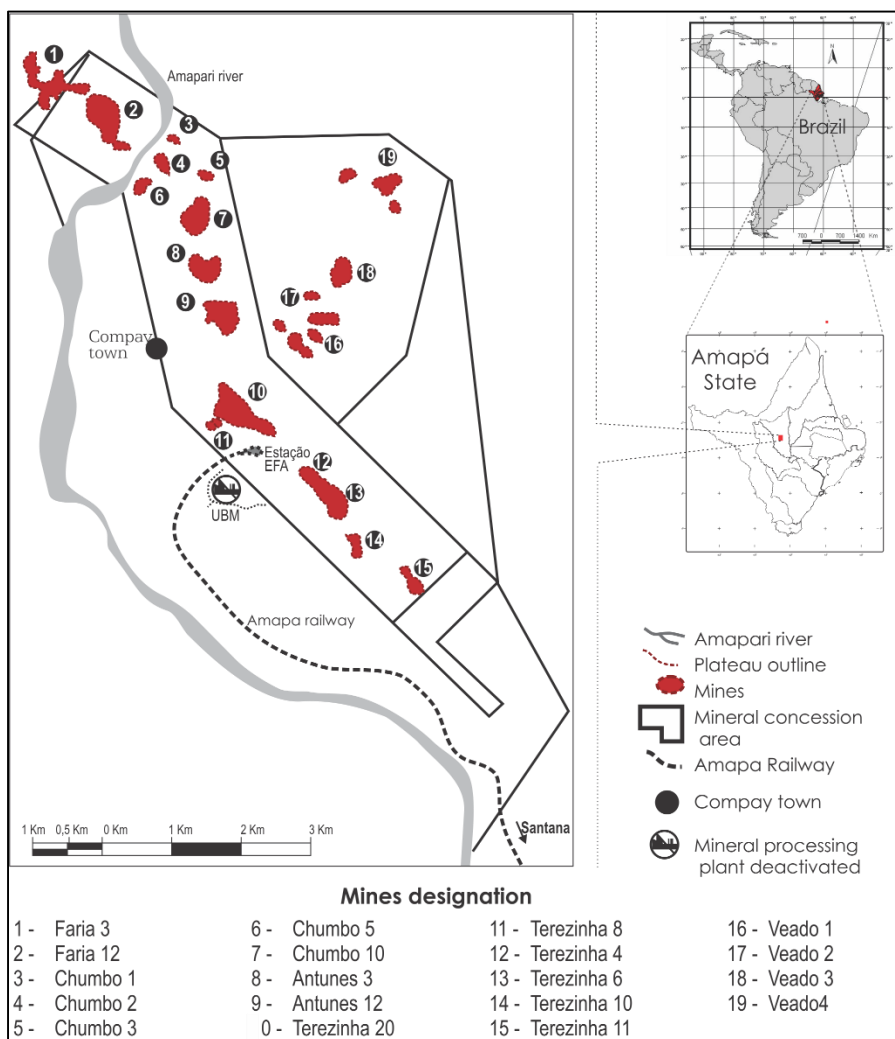 1
Amapari river
2
3
4
5
6
7
8
9
19
18
17
16
Compay
town
10
11
Estação
EFA
12
13
UBM
14
15
Amapa railway
1 Km 0,5 Km 0 Km 1 Km 2 Km 3 Km
Santana
N
Brazil
700 0 700 1400 Km
Amapá
State
Amapari river
Plateau outline
Mines
Mineral concession
area
Amapa Railway
Compay town
Mineral processing
plant deactivated
Mines designation
1 - Faria 3
2 - Faria 12
3 - Chumbo 1
4 - Chumbo 2
5 - Chumbo 3
6 - Chumbo 5
7 - Chumbo 10
8 - Antunes 3
9 - Antunes 12
0 - Terezinha 20
11 - Terezinha 8
12 - Terezinha 4
13 - Terezinha 6
14 - Terezinha 10
15 - Terezinha 11
16 - Veado 1
17 - Veado 2
18 - Veado 3
19 - Veado4